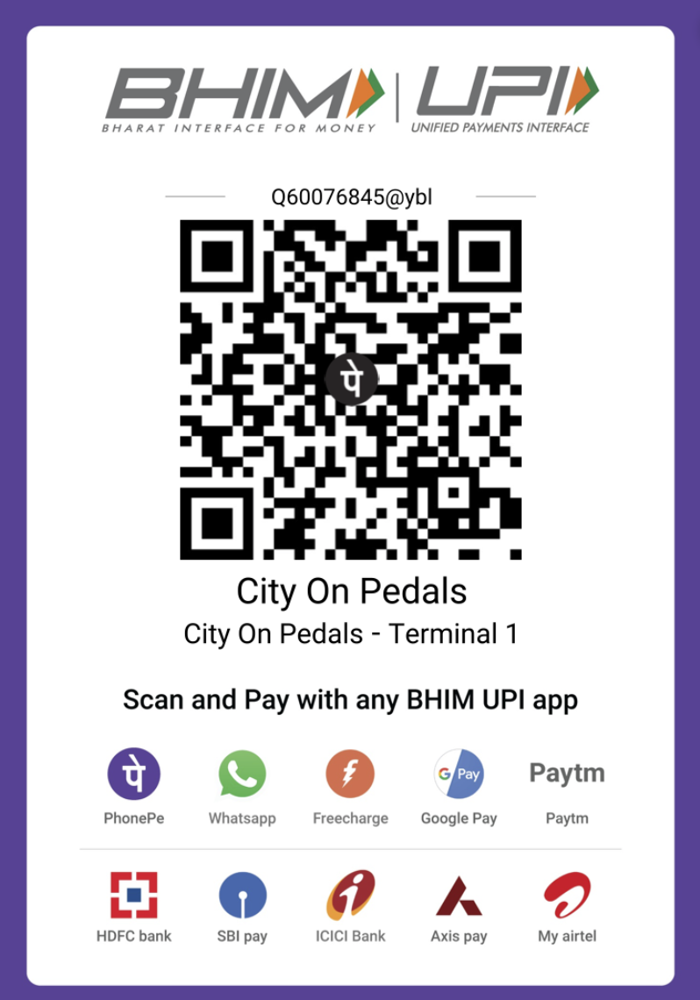 BHIM UPI
BHARAT INTERFACE FOR MONEY UNIFIED PAYMENTS INTERFACE
Q60076845@ybl
पे
City On Pedals
City On Pedals - Terminal 1
Scan and Pay with any BHIM UPI app
पे G Pay Paytm
PhonePe Whatsapp Freecharge Google Pay Paytm
HDFC bank SBI pay ICICI Bank Axis pay My airtel